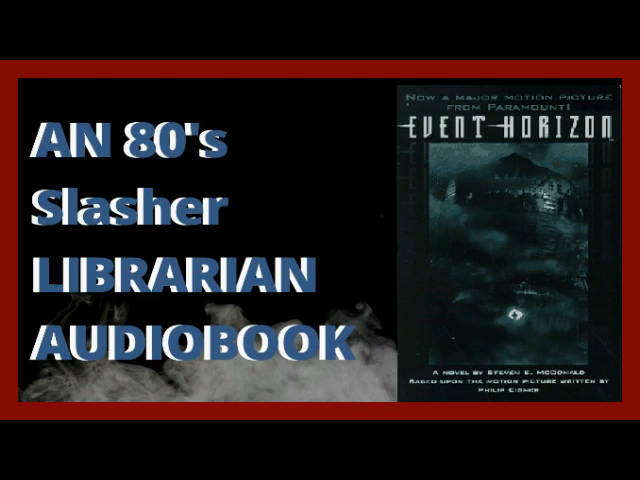 AN 80's
Slasher
LIBRARIAN
AUDIOBOOK
NOW A MAJOR MOTION PICTURE
FROM PARAMOUNT!
EVENT HORIZON
A NOVEL BY STEVEN E. MCDONALD
BASED UPON THE MOTION PICTURE WRITTEN BY
PHILIP EISNER